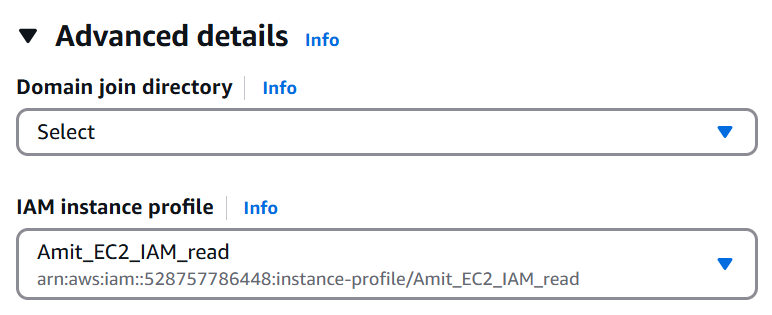 Advanced details Info
Domain join directory Info
Select
IAM instance profile Info
Amit_EC2_IAM_read
arn:aws:iam::528757786448:instance-profile/Amit_EC2_IAM_read